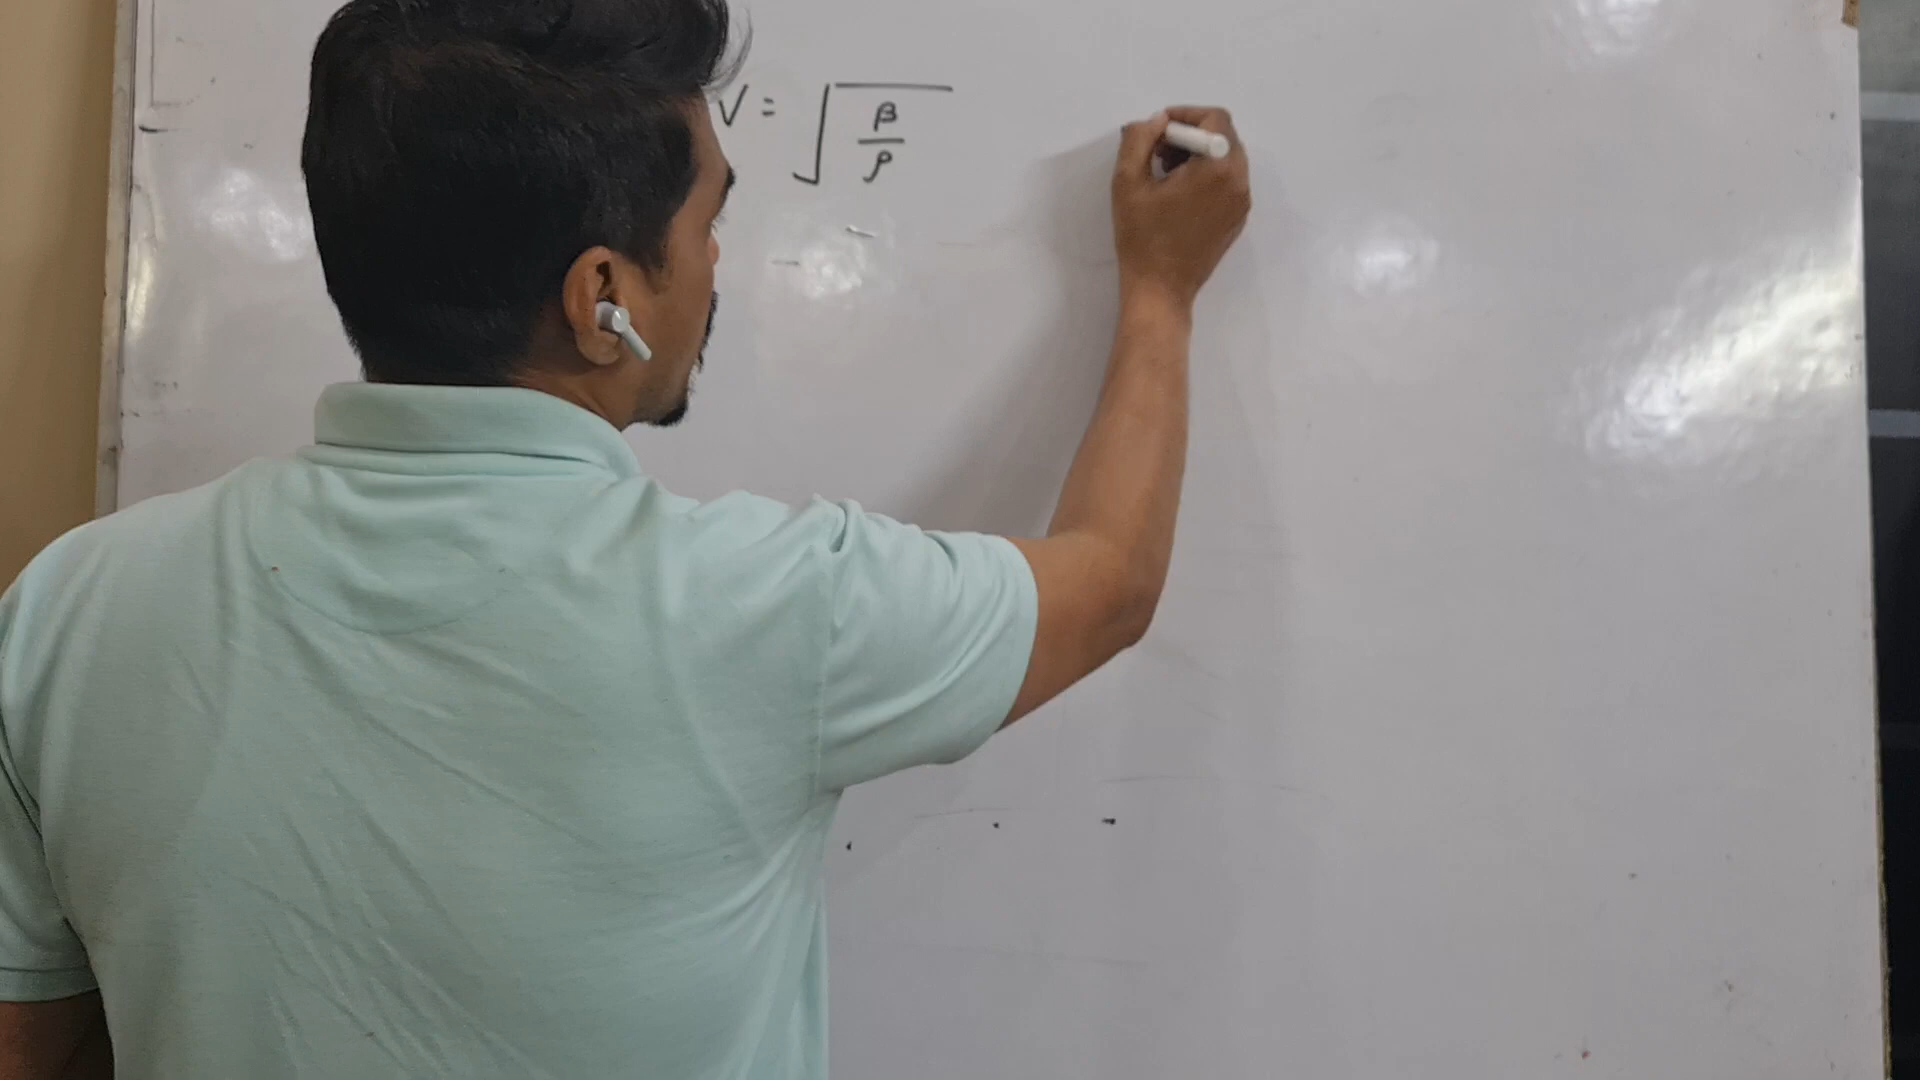 V = √(β/ρ)